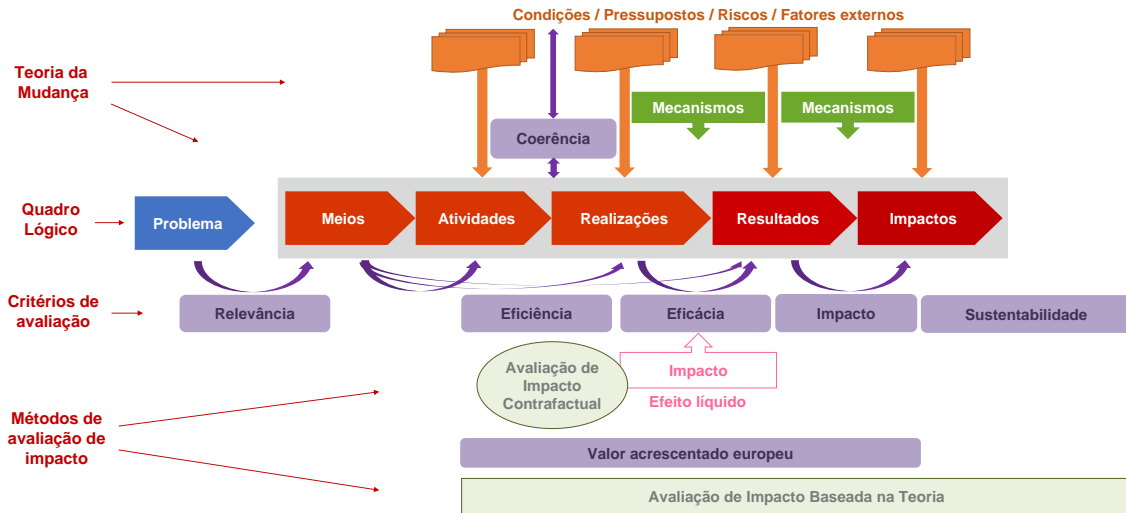 Condições / Pressupostos / Riscos / Fatores externos
Teoria da
Mudança
Mecanismos
Mecanismos
Coerência
Quadro
Lógico
Problema
Meios
Atividades
Realizações
Resultados
Impactos
Critérios de
avaliação
Relevância
Eficiência
Eficácia
Impacto
Sustentabilidade
Avaliação de
Impacto
Contrafactual
Impacto
Efeito líquido
Métodos de
avaliação de
impacto
Valor acrescentado europeu
Avaliação de Impacto Baseada na Teoria